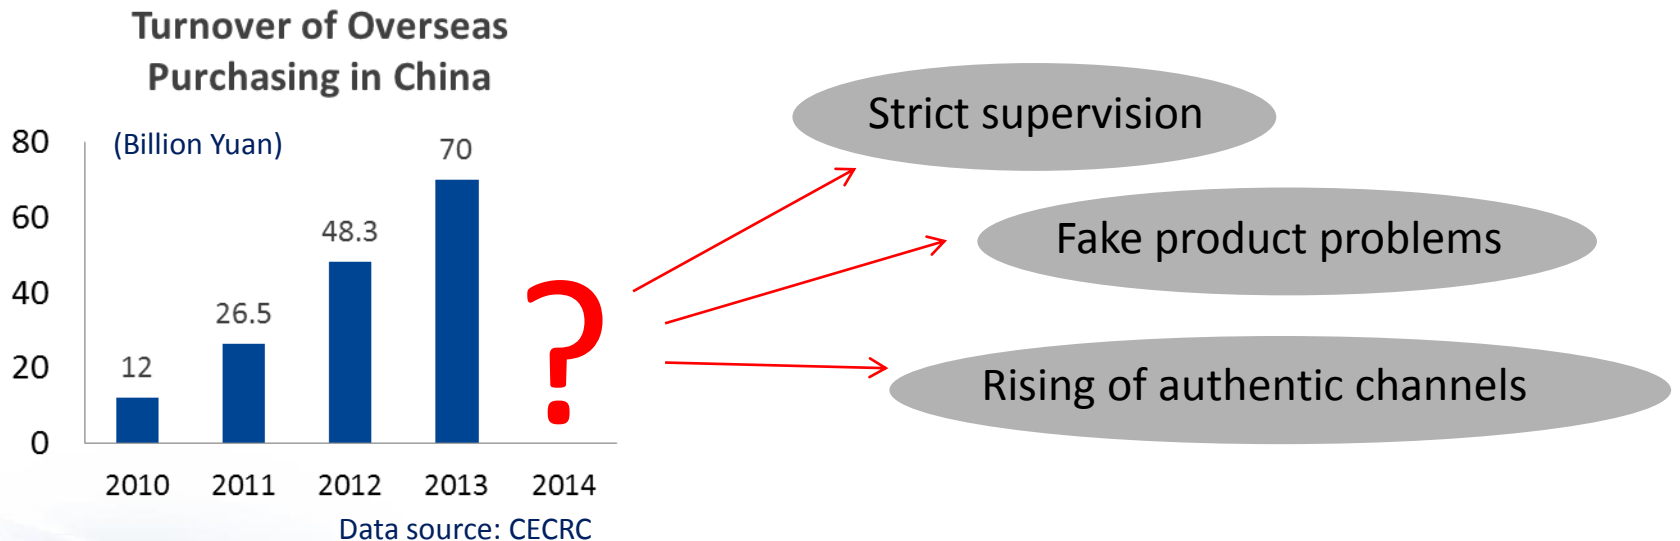 Turnover of Overseas
Purchasing in China
(Billion Yuan)
80
60
40
20
0
12
26.5
48.3
70
?
2010
2011
2012
2013
2014
Data source: CECRC
Strict supervision
Fake product problems
Rising of authentic channels